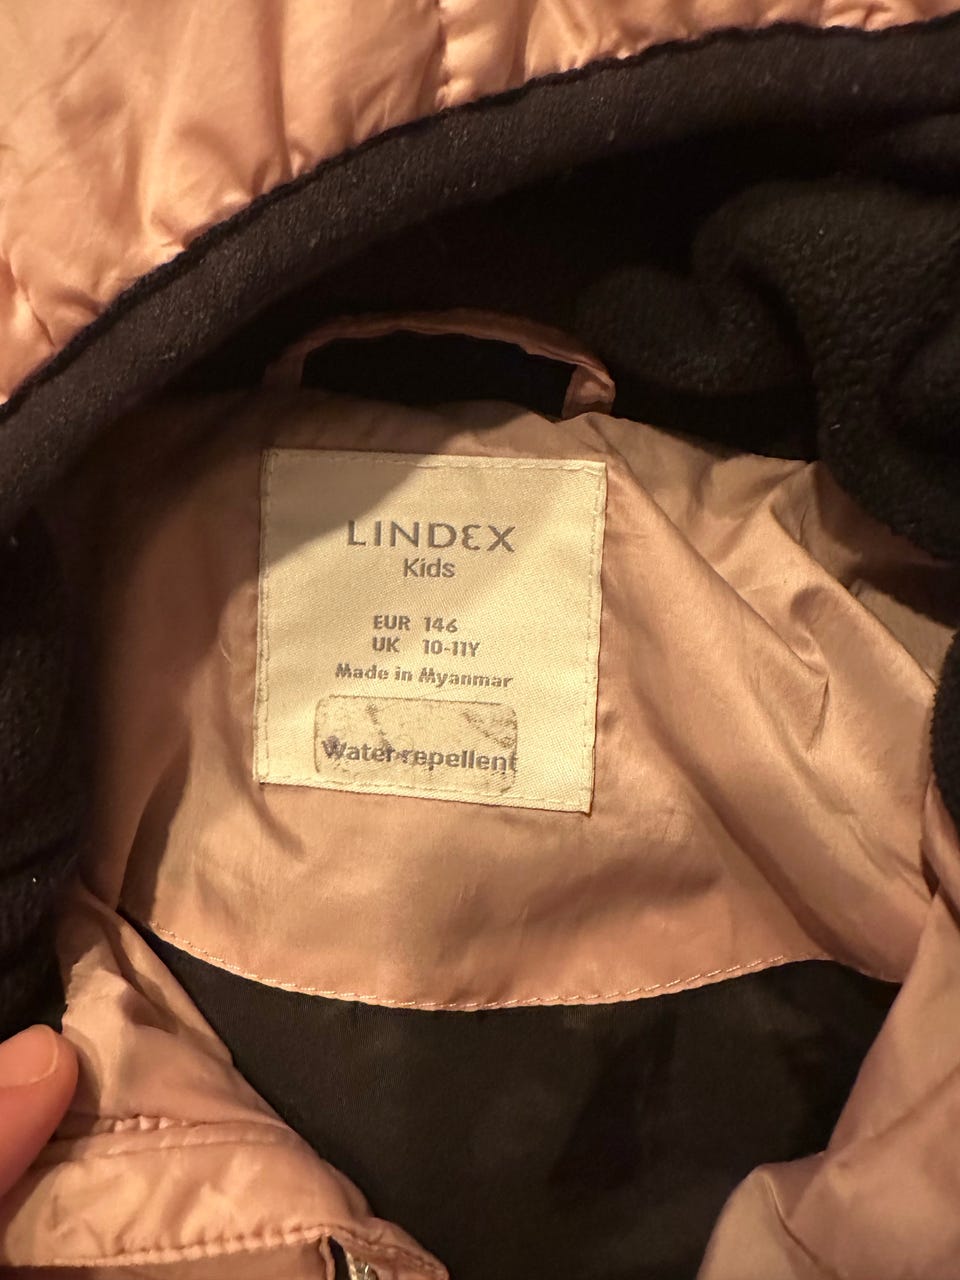 LINDEX
Kids
EUR 146
UK 10-11Y
Made in Myanmar
Water-repellent